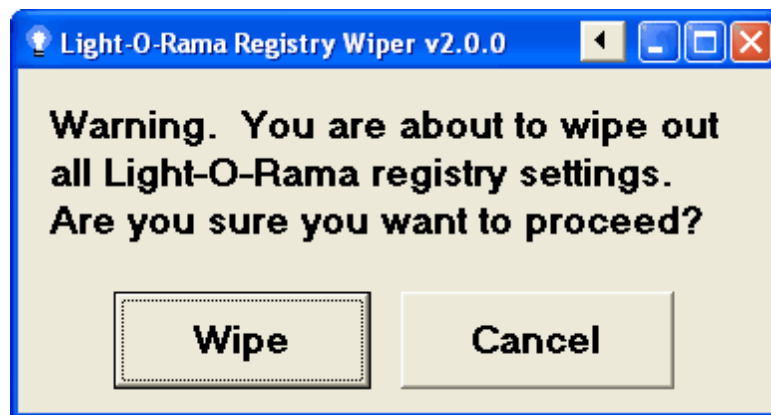 Light-O-Rama Registry Wiper v2.0.0
Warning.  You are about to wipe out
all Light-O-Rama registry settings.
Are you sure you want to proceed?
Wipe Cancel